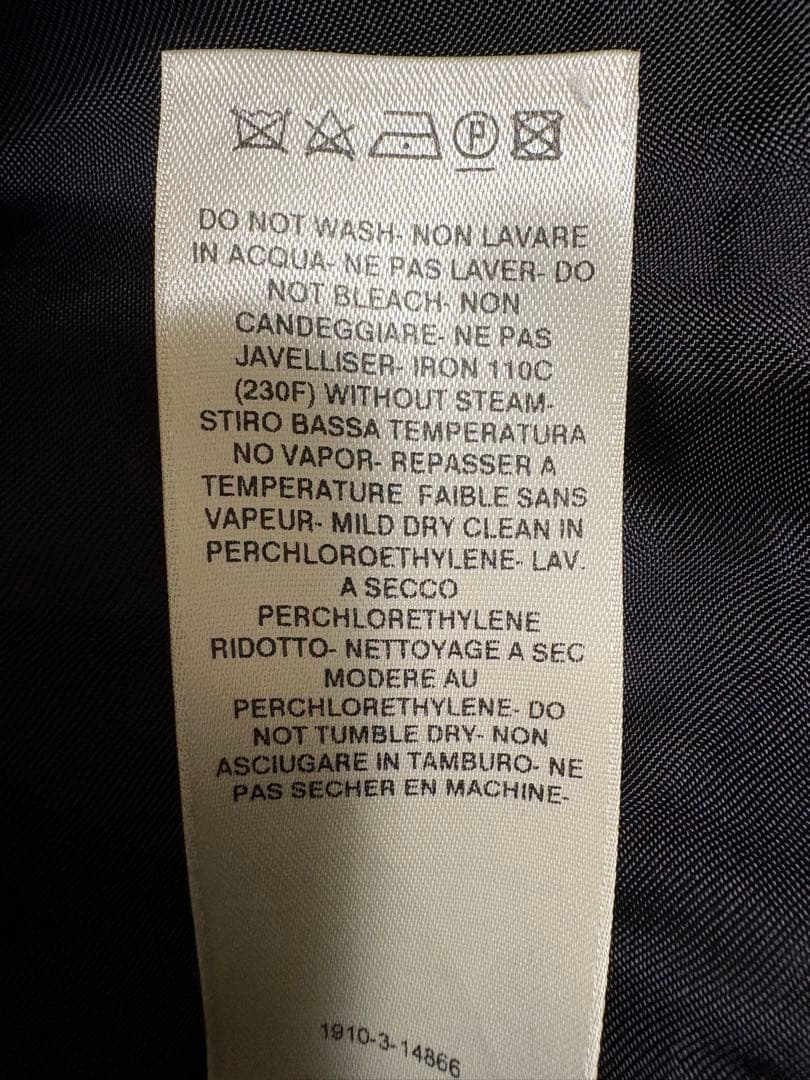 P
DO NOT WASH- NON LAVARE
IN ACQUA- NE PAS LAVER- DO
NOT BLEACH- NON
CANDEGGIARE- NE PAS
JAVELLISER- IRON 110C
(230F) WITHOUT STEAM-
STIRO BASSA TEMPERATURA
NO VAPOR- REPASSER A
TEMPERATURE FAIBLE SANS
VAPEUR- MILD DRY CLEAN IN
PERCHLOROETHYLENE- LAV.
A SECCO
PERCHLORETHYLENE
RIDOTTO- NETTOYAGE A SEC
MODERE AU
PERCHLORETHYLENE- DO
NOT TUMBLE DRY- NON
ASCIUGARE IN TAMBURO- NE
PAS SECHER EN MACHINE-
1910-3-14866